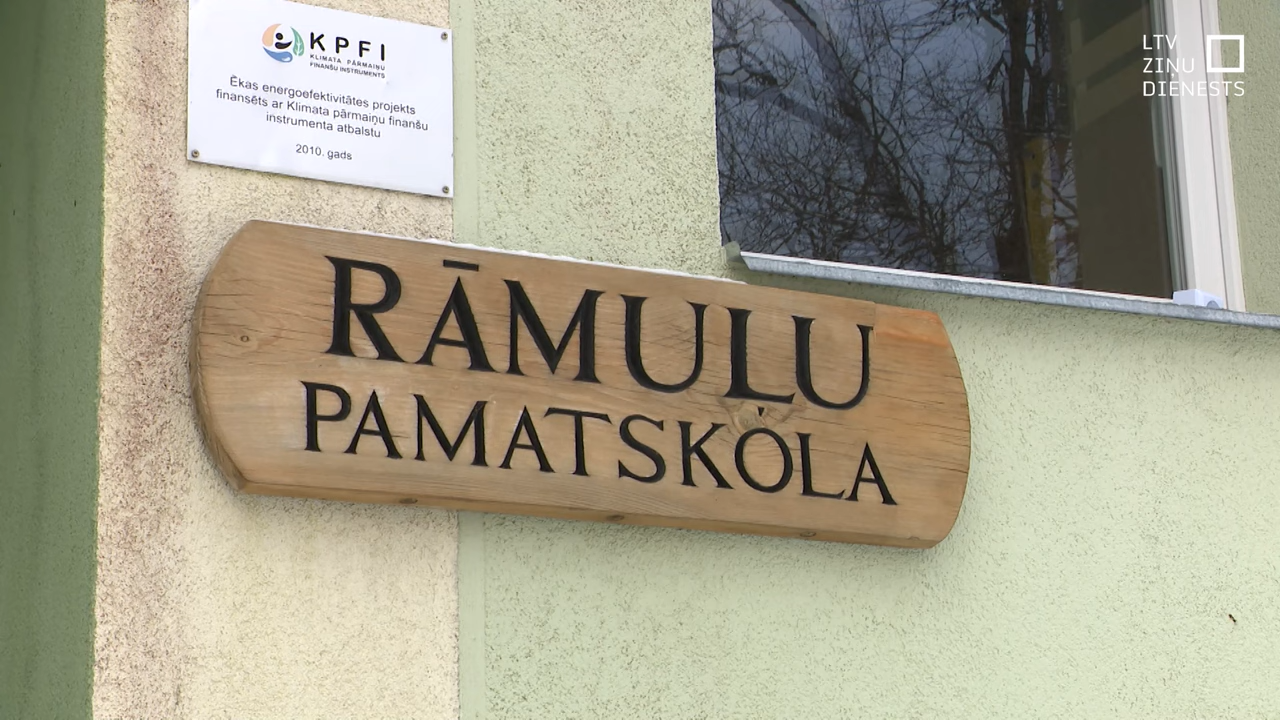 KPFI
KLIMATA PĀRMAIŅU
FINANŠU INSTRUMENTS
Ēkas energoefektivitātes projekts
finansēts ar Klimata pārmaiņu finanšu
instrumenta atbalstu
2010. gads
RĀMUĻU
PAMATSKOLA
LTV
ZIŅU
DIENESTS